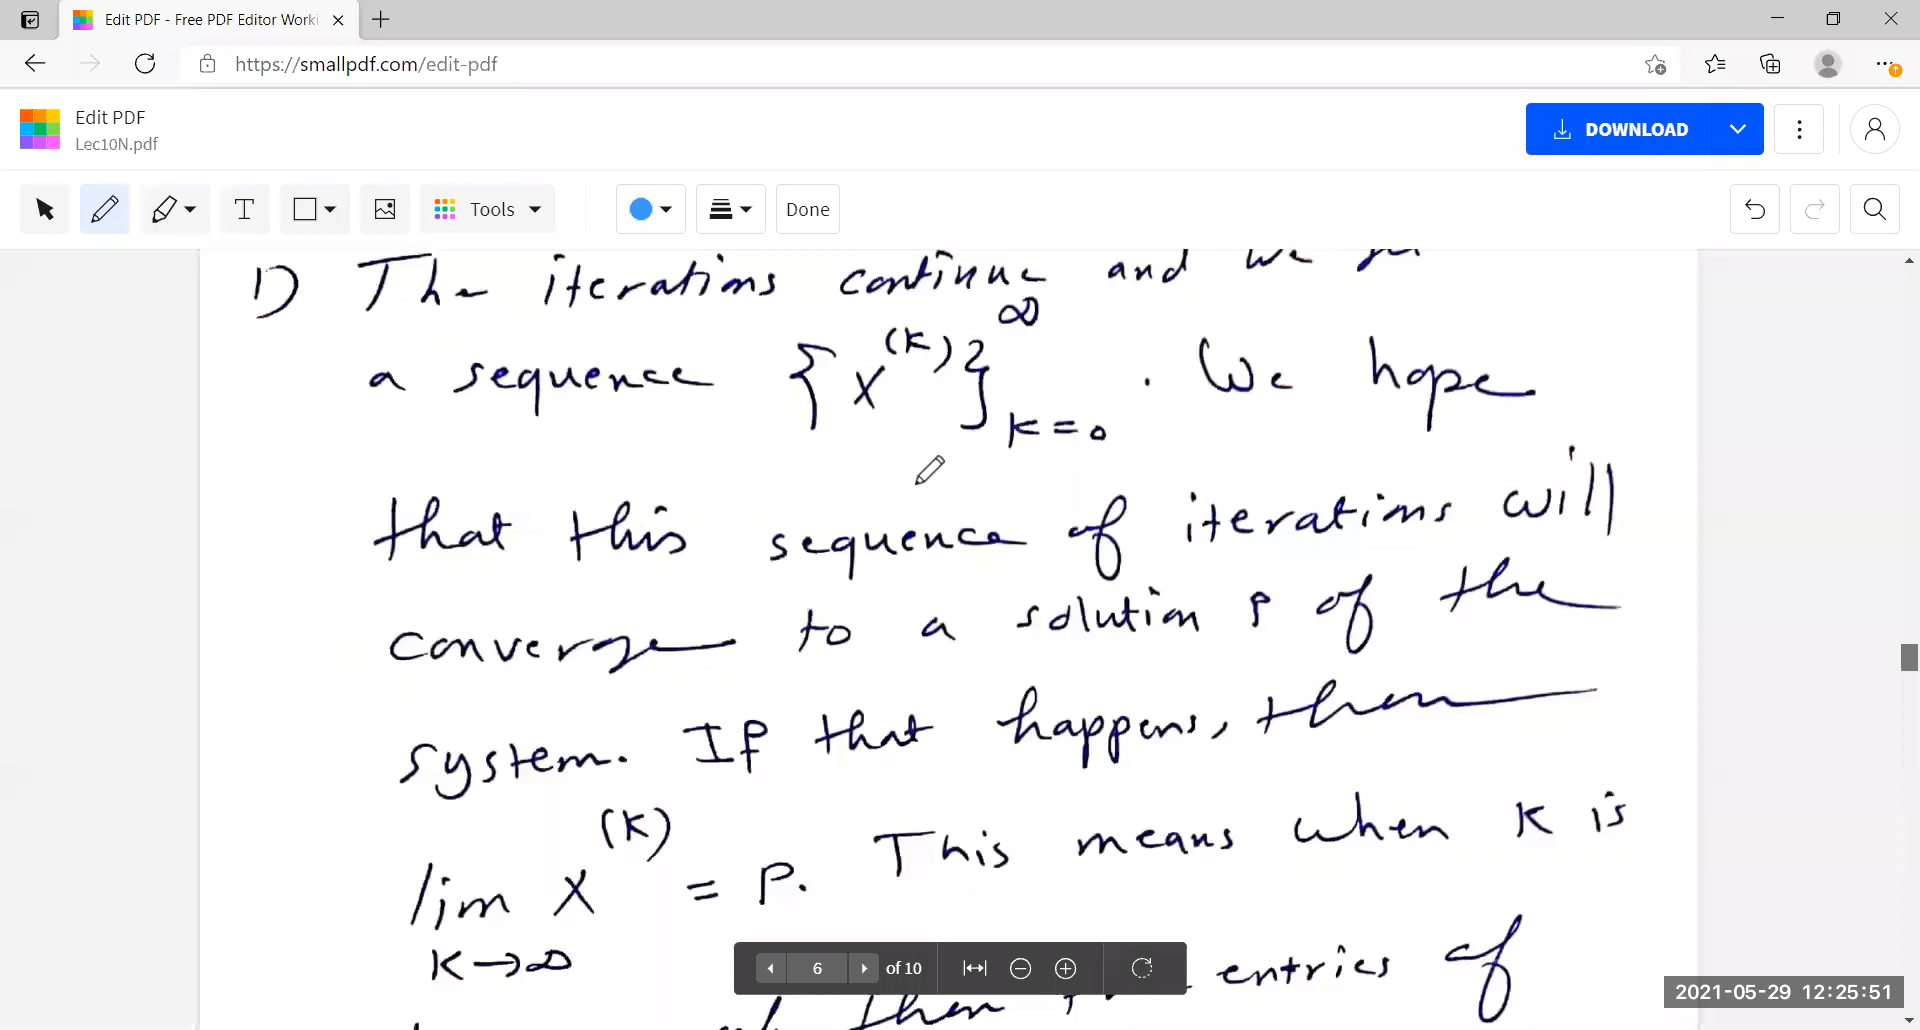 Edit PDF - Free PDF Editor Worki
https://smallpdf.com/edit-pdf
Edit PDF
Lec10N.pdf
DOWNLOAD
T Tools Done
1) The iterations continue and we
a sequence {X^(K)}_{K=0}^∞ . We hope
that this sequence of iterations will
converge to a solution P of the
system. If that happens, then
lim_{K→∞} X^(K) = P. This means when K is
6 of 10
entries of
then
2021-05-29 12:25:51